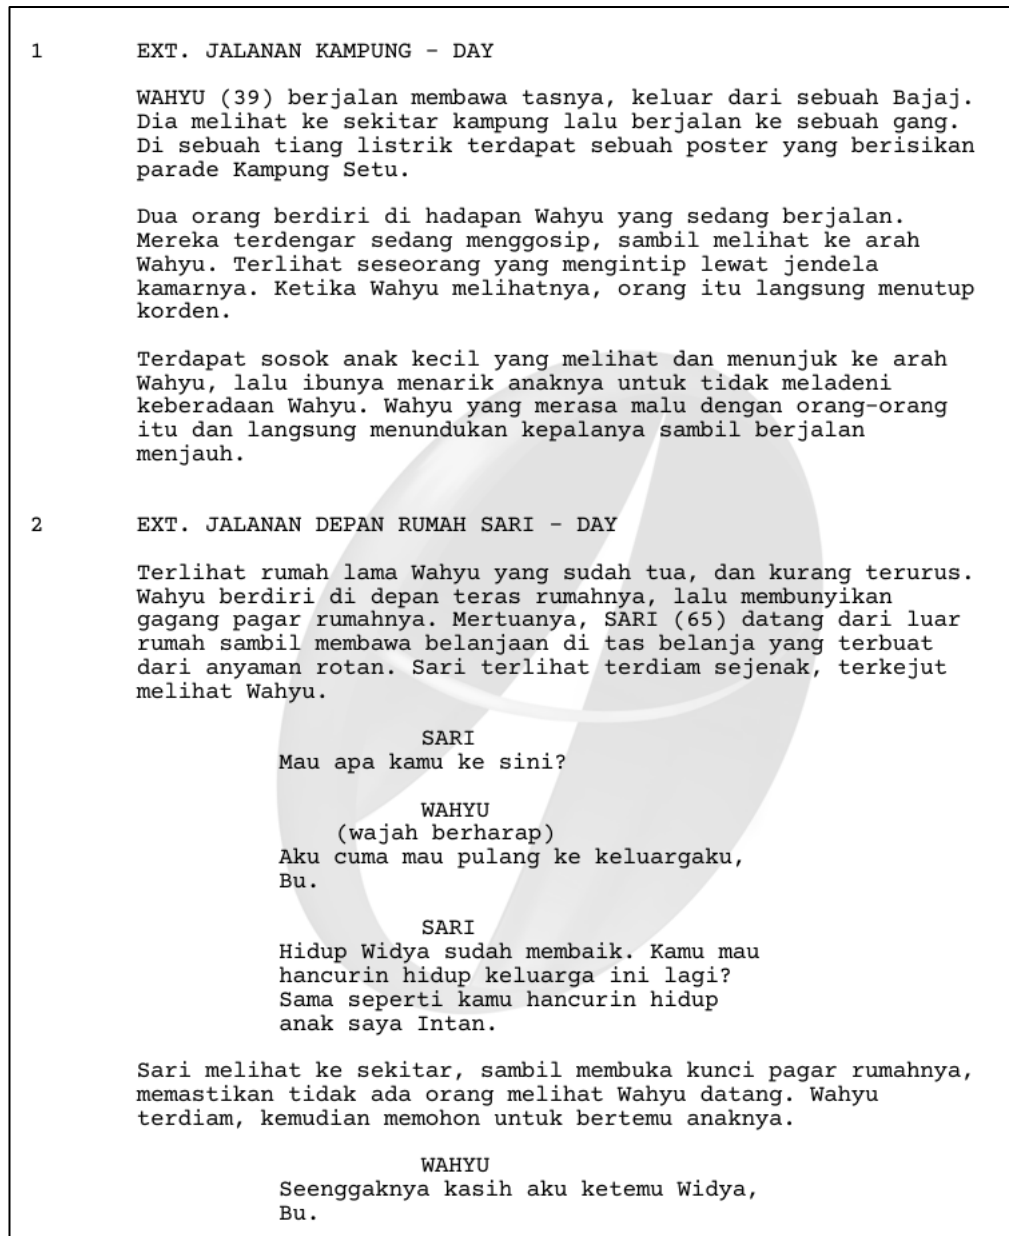 1 EXT. JALANAN KAMPUNG - DAY
WAHYU (39) berjalan membawa tasnya, keluar dari sebuah Bajaj.
Dia melihat ke sekitar kampung lalu berjalan ke sebuah gang.
Di sebuah tiang listrik terdapat sebuah poster yang berisikan
parade Kampung Setu.
Dua orang berdiri di hadapan Wahyu yang sedang berjalan.
Mereka terdengar sedang menggosip, sambil melihat ke arah
Wahyu. Terlihat seseorang yang mengintip lewat jendela
kamarnya. Ketika Wahyu melihatnya, orang itu langsung menutup
korden.
Terdapat sosok anak kecil yang melihat dan menunjuk ke arah
Wahyu, lalu ibunya menarik anaknya untuk tidak meladeni
keberadaan Wahyu. Wahyu yang merasa malu dengan orang-orang
itu dan langsung menundukan kepalanya sambil berjalan
menjauh.
2 EXT. JALANAN DEPAN RUMAH SARI - DAY
Terlihat rumah lama Wahyu yang sudah tua, dan kurang terurus.
Wahyu berdiri di depan teras rumahnya, lalu membunyikan
gagang pagar rumahnya. Mertuanya, SARI (65) datang dari luar
rumah sambil membawa belanjaan di tas belanja yang terbuat
dari anyaman rotan. Sari terlihat terdiam sejenak, terkejut
melihat Wahyu.
SARI
Mau apa kamu ke sini?
WAHYU
(wajah berharap)
Aku cuma mau pulang ke keluargaku,
Bu.
SARI
Hidup Widya sudah membaik. Kamu mau
hancurin hidup keluarga ini lagi?
Sama seperti kamu hancurin hidup
anak saya Intan.
Sari melihat ke sekitar, sambil membuka kunci pagar rumahnya,
memastikan tidak ada orang melihat Wahyu datang. Wahyu
terdiam, kemudian memohon untuk bertemu anaknya.
WAHYU
Seenggaknya kasih aku ketemu Widya,
Bu.